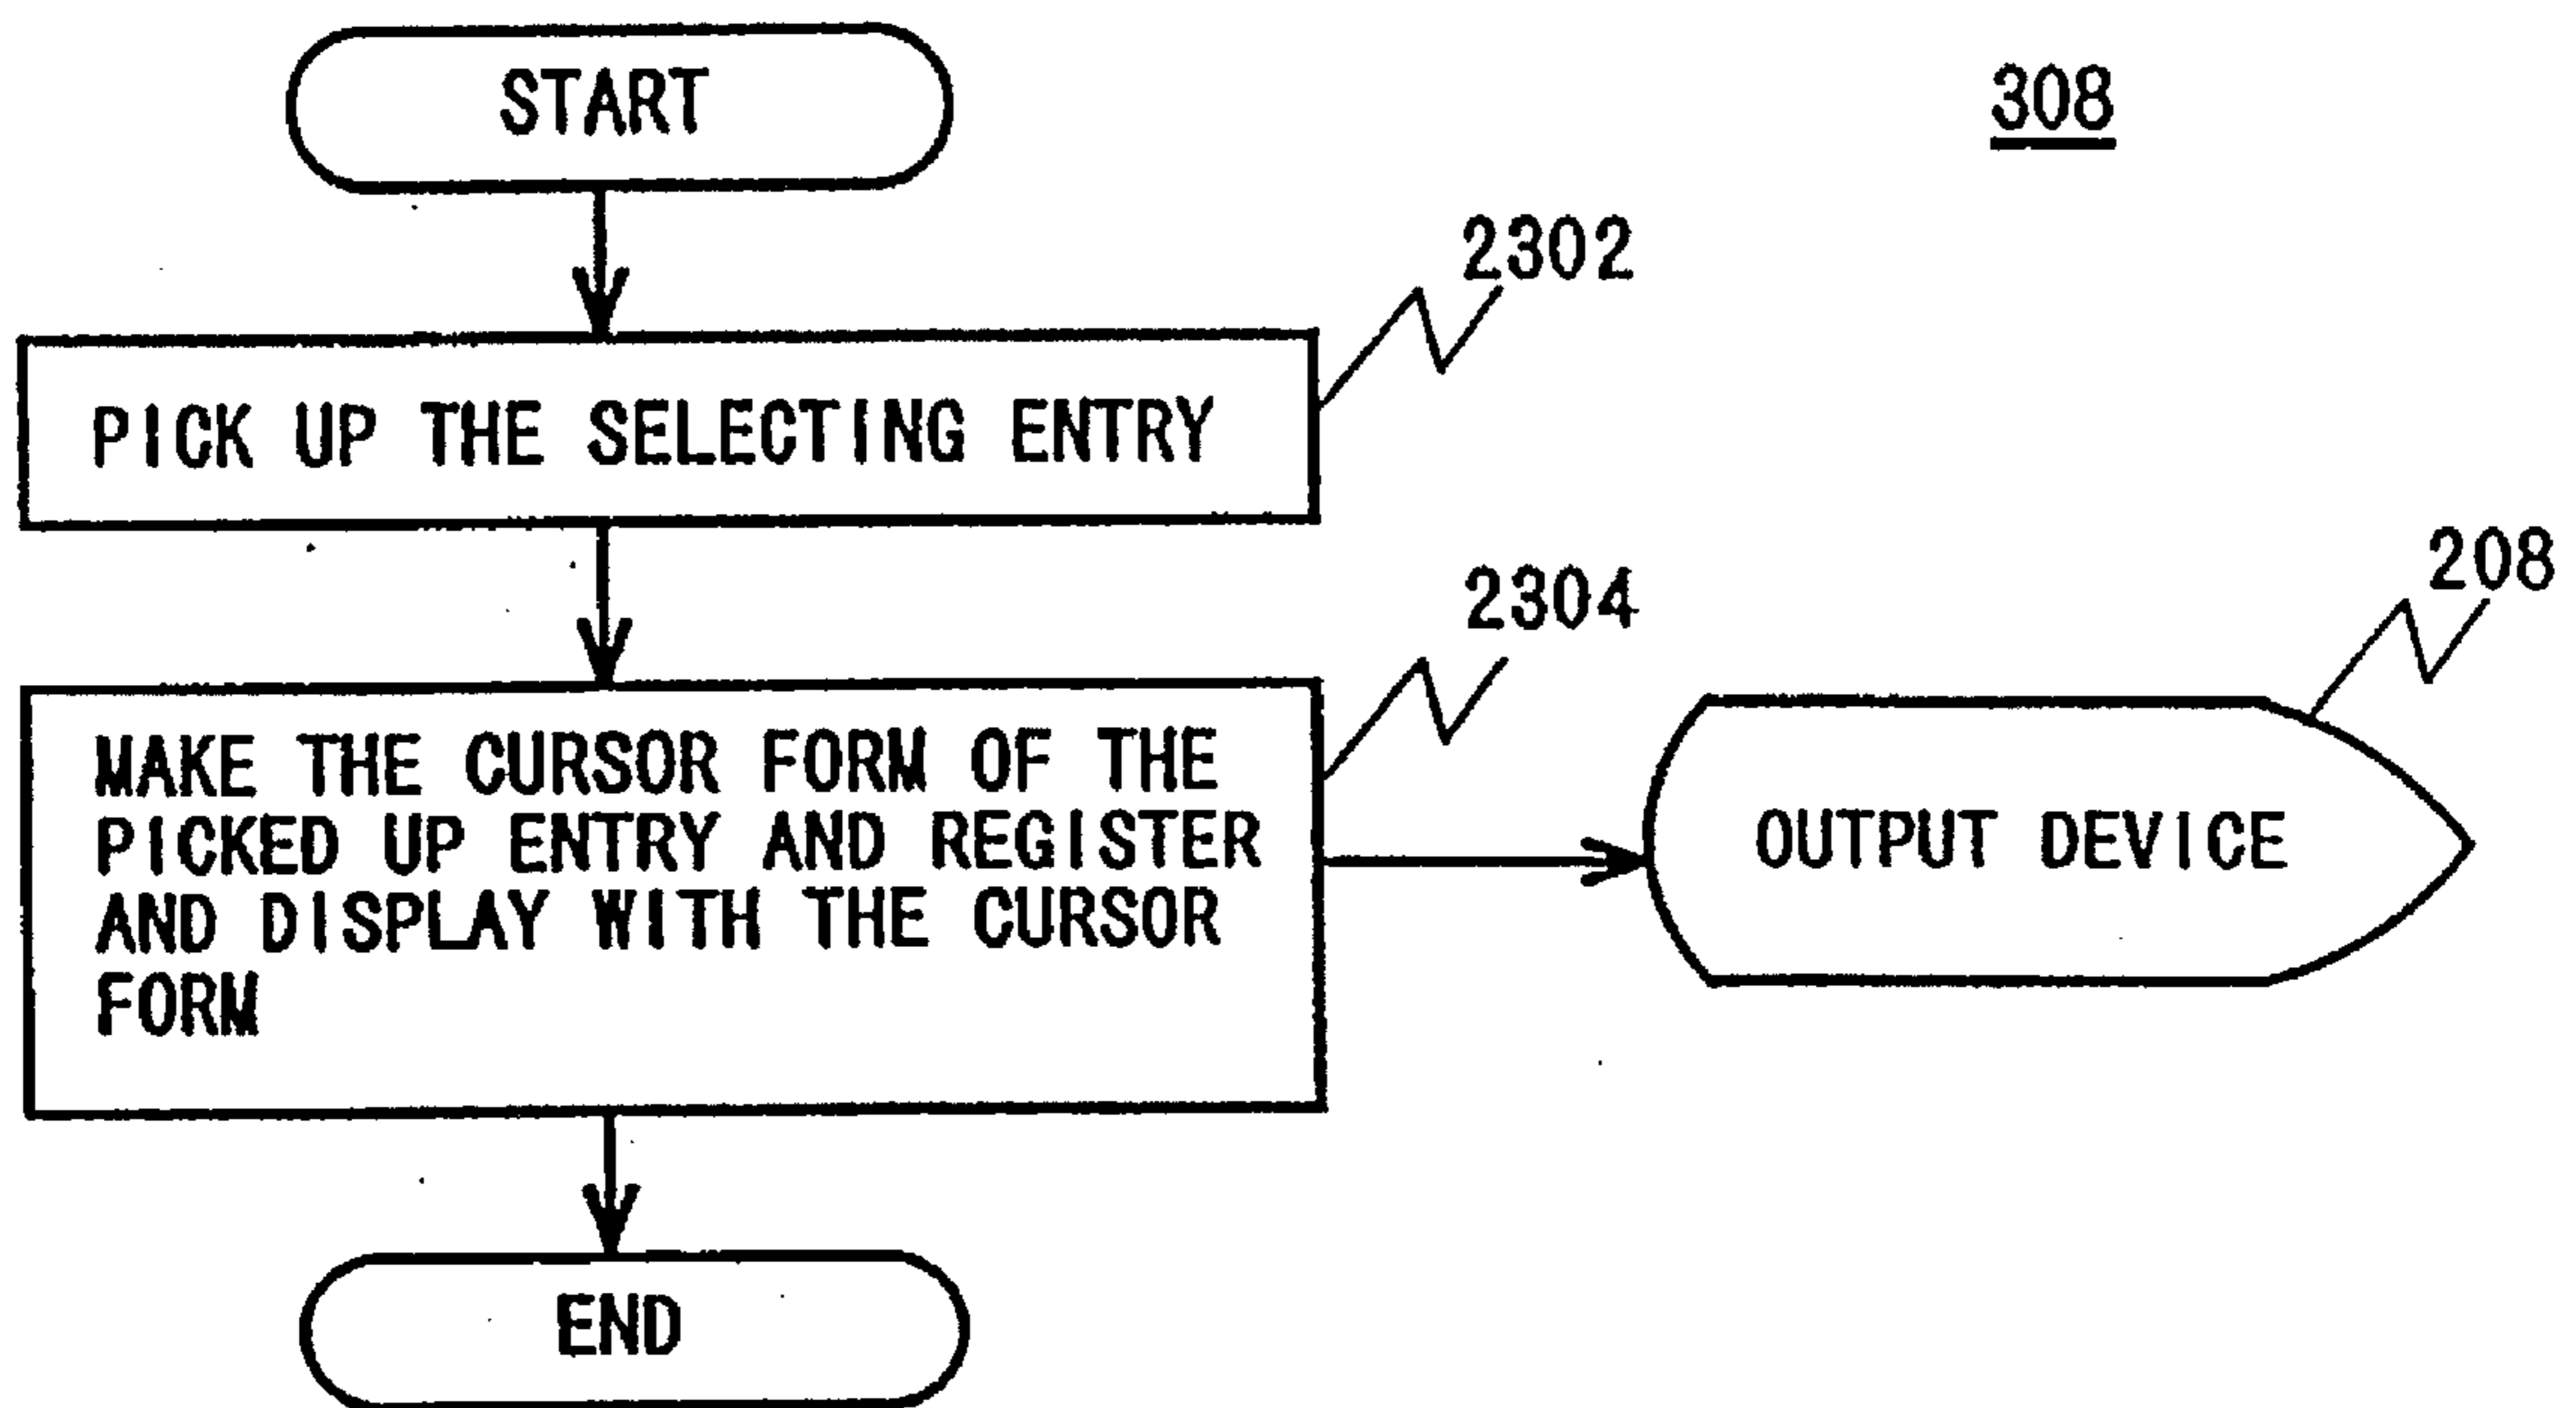 START
308
2302
PICK UP THE SELECTING ENTRY
2304
208
MAKE THE CURSOR FORM OF THE
PICKED UP ENTRY AND REGISTER
AND DISPLAY WITH THE CURSOR
FORM
OUTPUT DEVICE
END